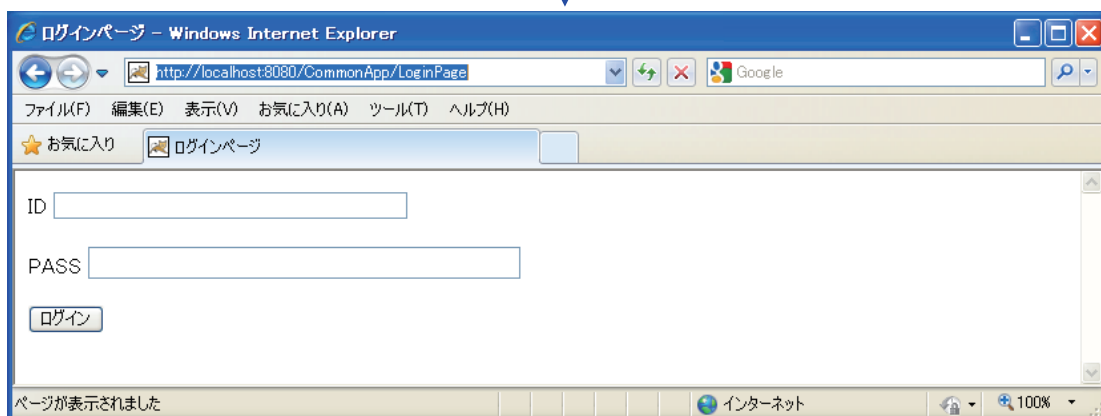 ログインページ - Windows Internet Explorer
http://localhost:8080/CommonApp/LoginPage
Google
ファイル(F) 編集(E) 表示(V) お気に入り(A) ツール(T) ヘルプ(H)
お気に入り ログインページ
ID
PASS
ログイン
ページが表示されました インターネット 100%